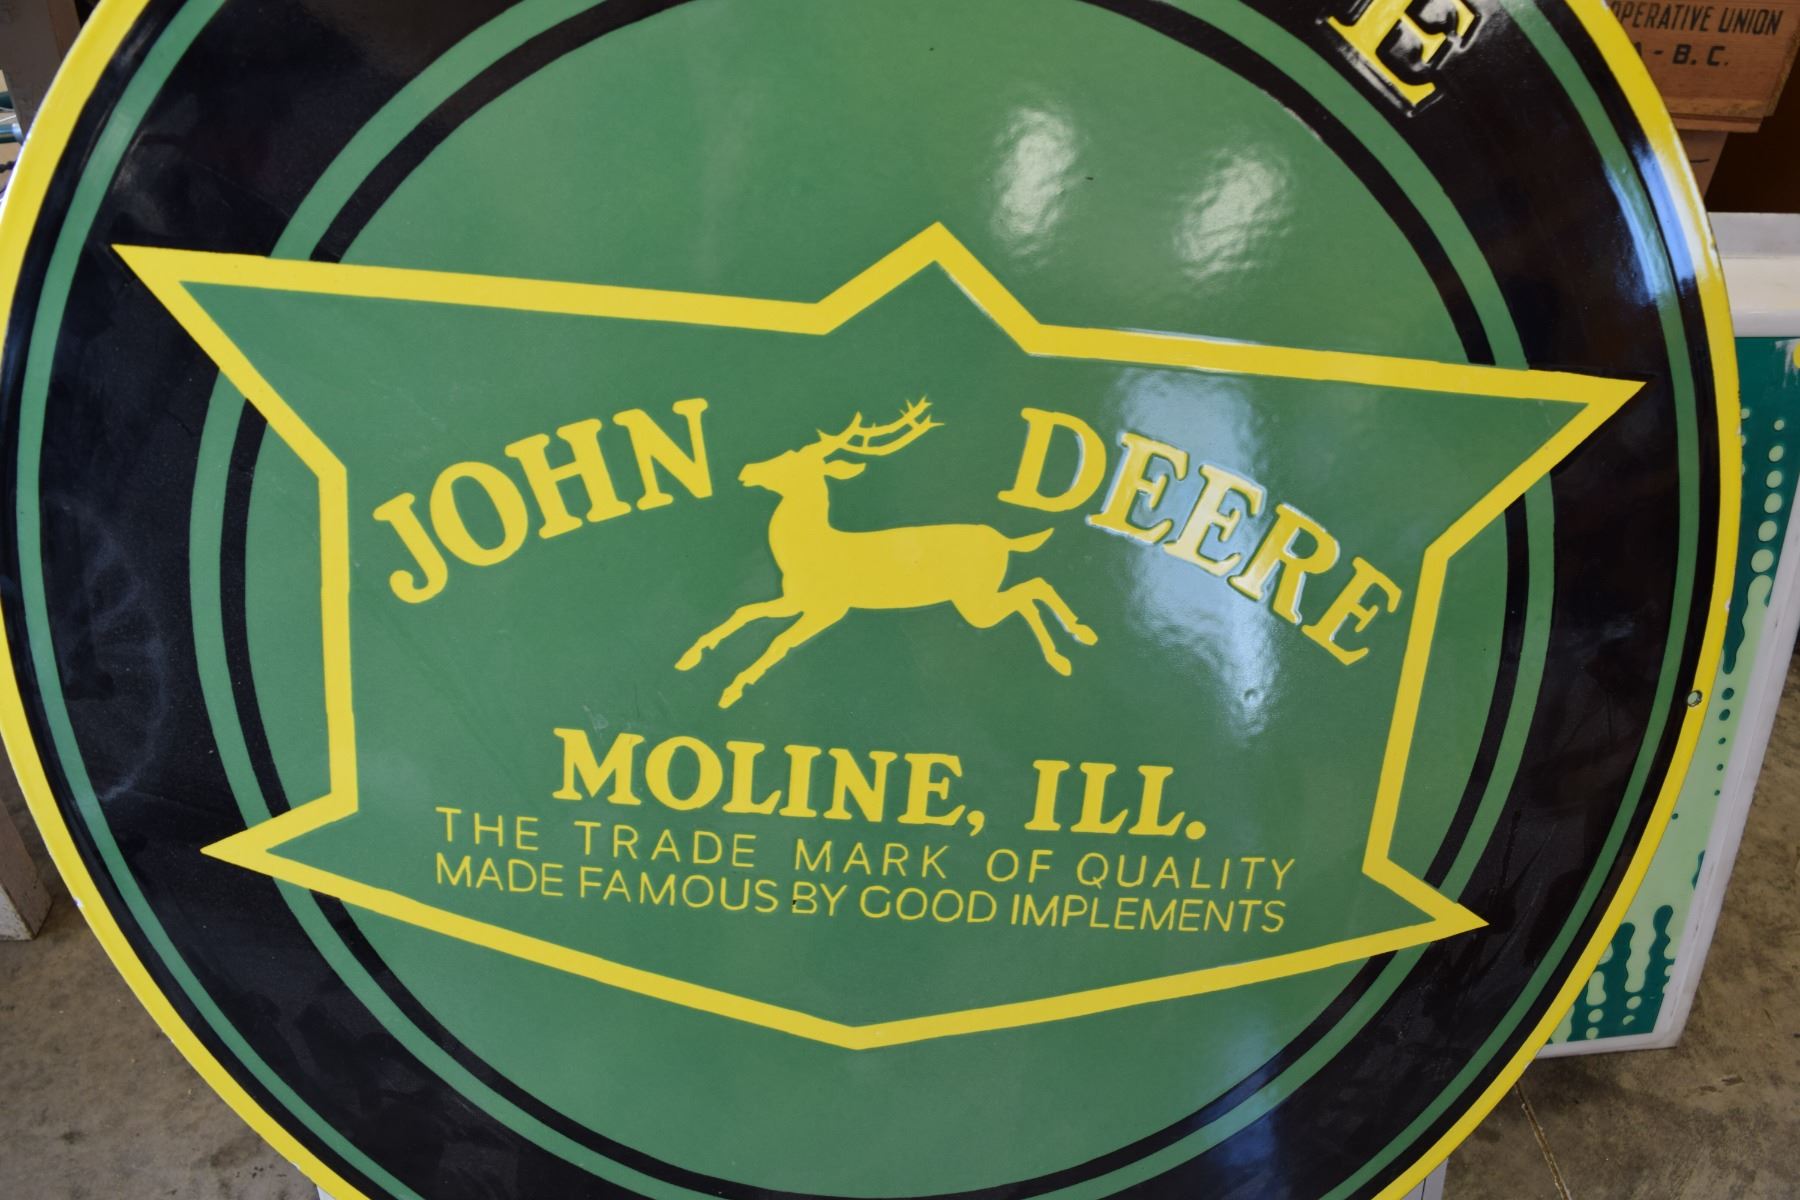 E
OPERATIVE UNION
A-B.C.
JOHN DEERE
MOLINE, ILL.
THE TRADE MARK OF QUALITY
MADE FAMOUS BY GOOD IMPLEMENTS